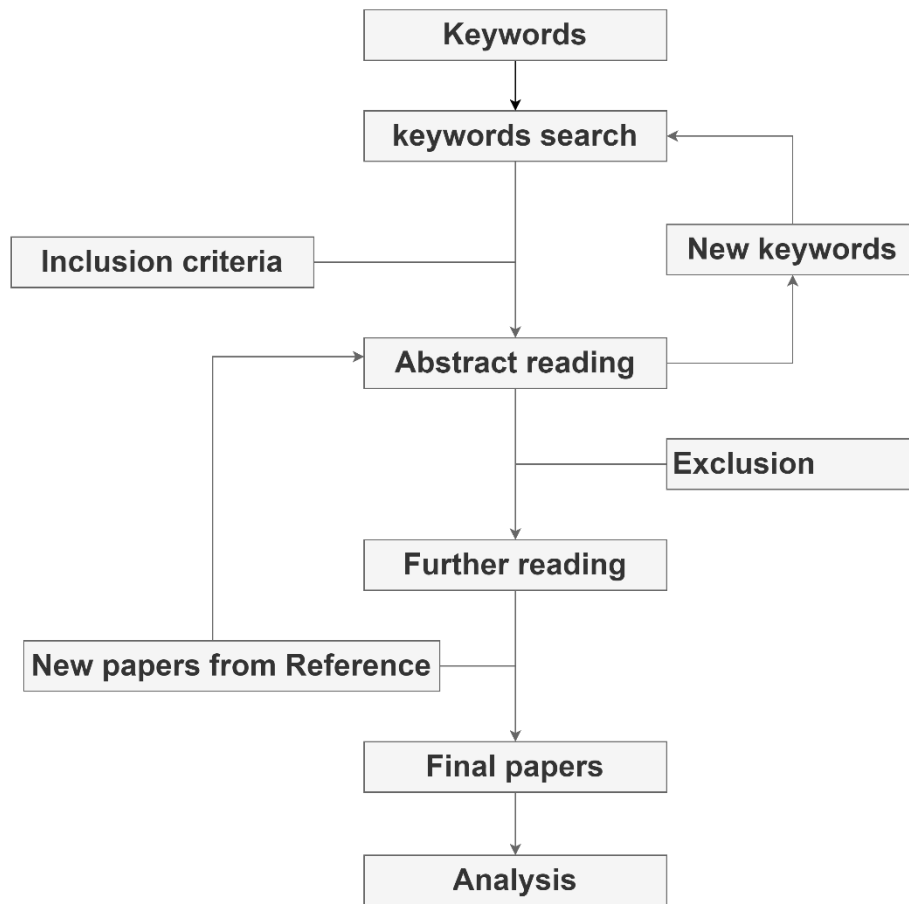 Keywords
keywords search
Inclusion criteria
New keywords
Abstract reading
Exclusion
Further reading
New papers from Reference
Final papers
Analysis